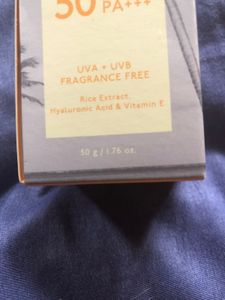 50 PA+++
UVA + UVB
FRAGRANCE FREE
Rice Extract,
Hyaluronic Acid & Vitamin E
50 g / 1.76 oz.